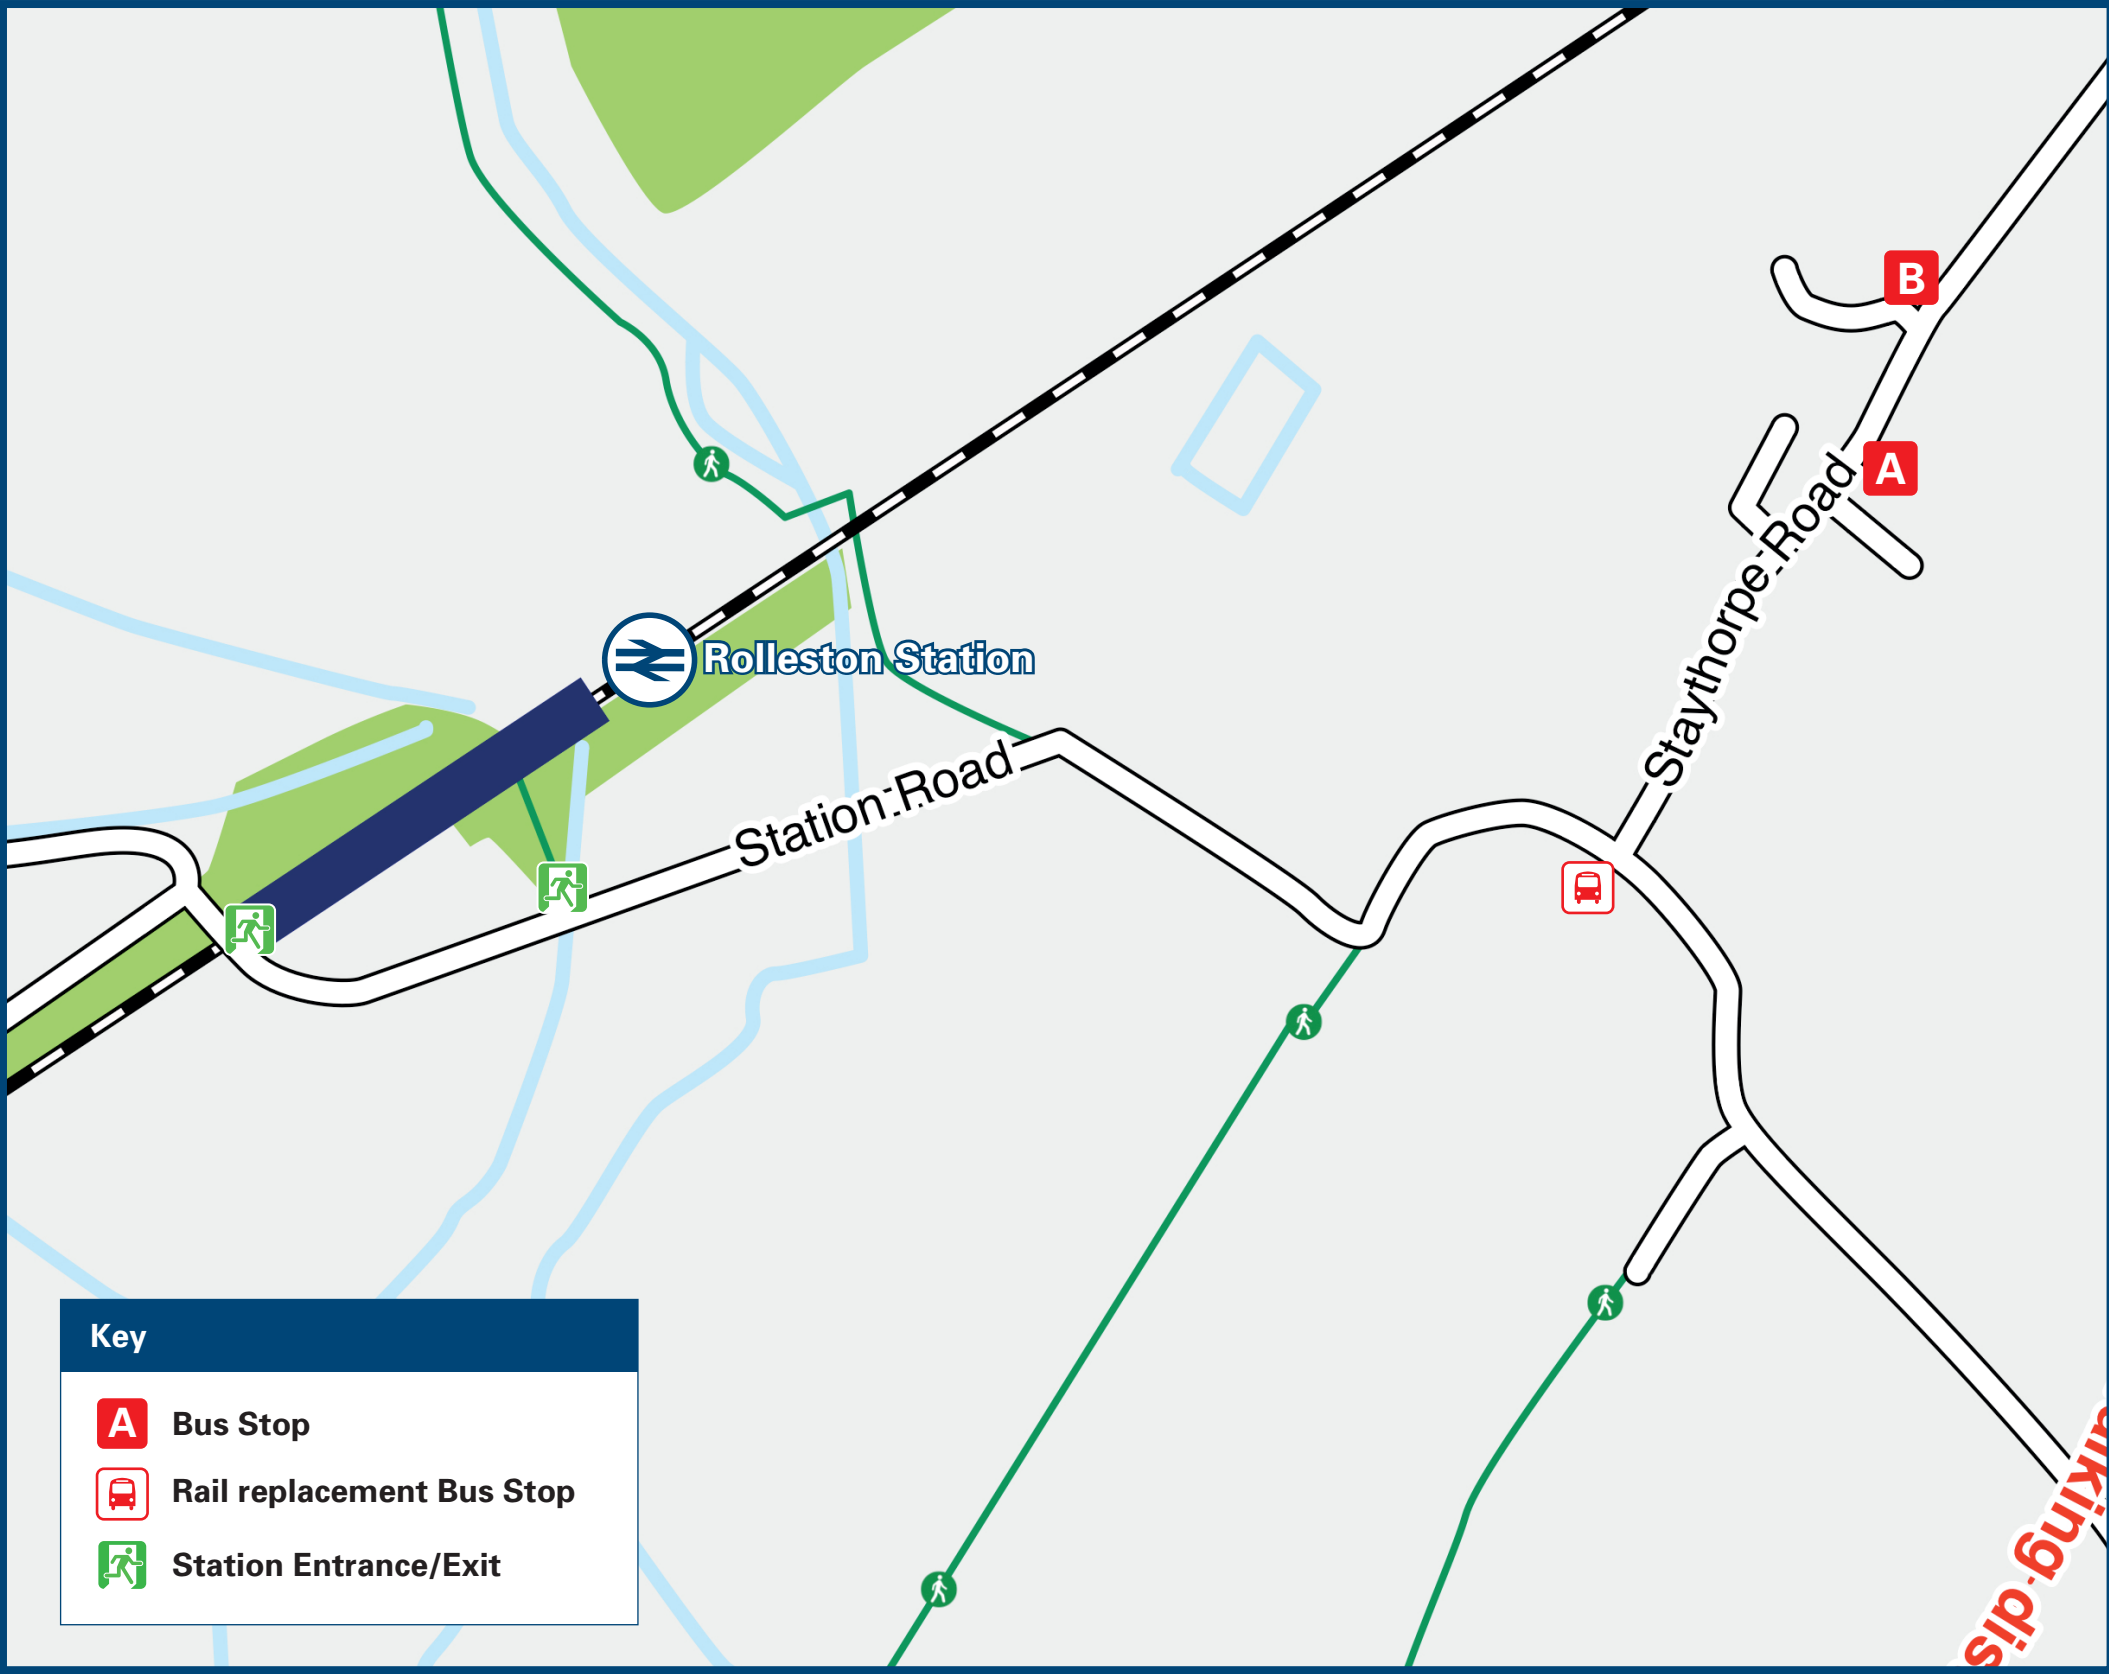 B
A
Staythorpe Road
Rolleston Station
Station Road
Key
A Bus Stop
Rail replacement Bus Stop
Station Entrance/Exit